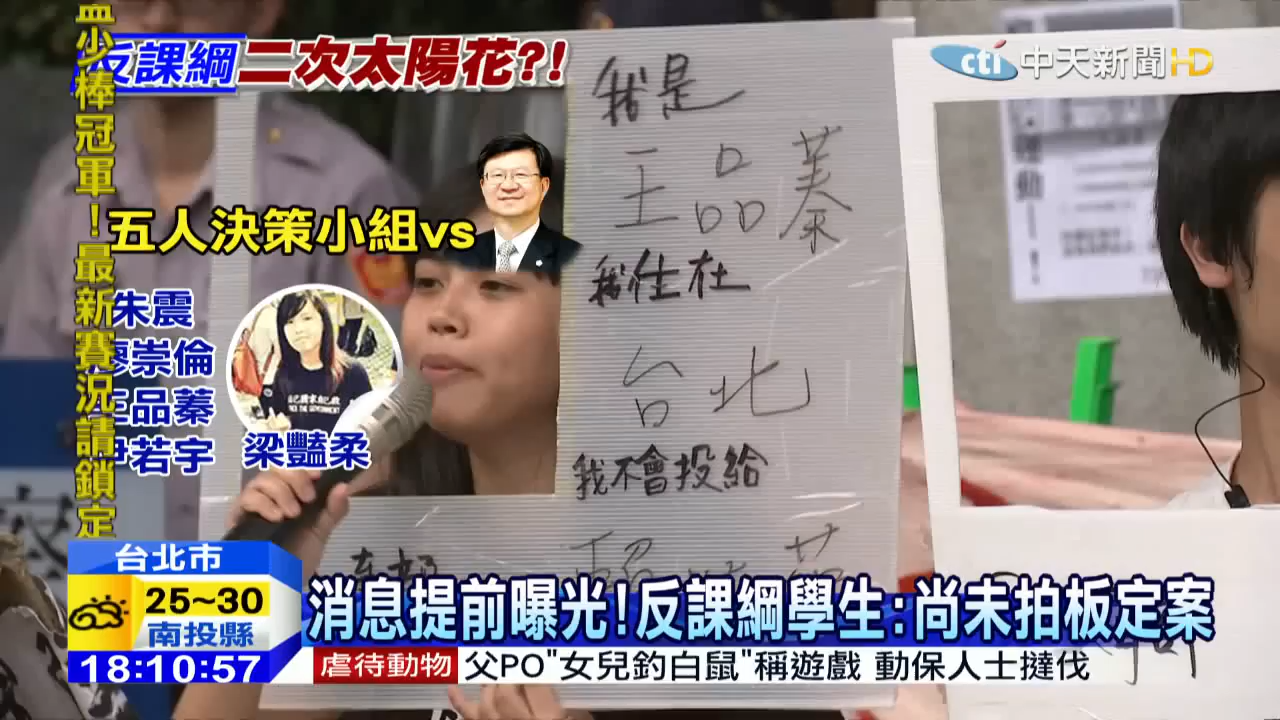 反課綱 二次太陽花?!
cti 中天新聞HD
少棒冠軍!最新賽況請鎖定
五人決策小組vs
朱震
廖崇倫
王品蓁
尹若宇
梁豔柔
我是
王品蓁
我住在
台北
我不會投給
台北市
25~30
南投縣
18:10:57
消息提前曝光!反課綱學生:尚未拍板定案
虐待動物 父PO"女兒釣白鼠"稱遊戲 動保人士撻伐